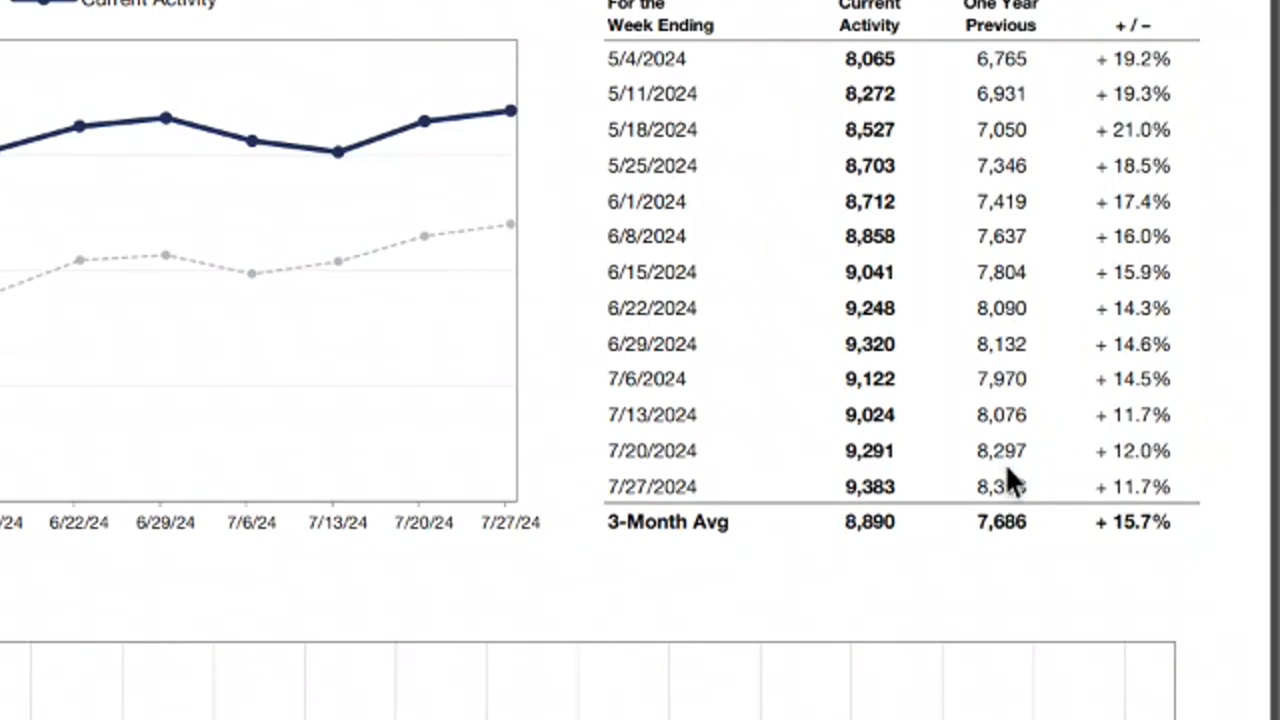 Current Activity
For the Current One Year
Week Ending Activity Previous + / –
5/4/2024 8,065 6,765 + 19.2%
5/11/2024 8,272 6,931 + 19.3%
5/18/2024 8,527 7,050 + 21.0%
5/25/2024 8,703 7,346 + 18.5%
6/1/2024 8,712 7,419 + 17.4%
6/8/2024 8,858 7,637 + 16.0%
6/15/2024 9,041 7,804 + 15.9%
6/22/2024 9,248 8,090 + 14.3%
6/29/2024 9,320 8,132 + 14.6%
7/6/2024 9,122 7,970 + 14.5%
7/13/2024 9,024 8,076 + 11.7%
7/20/2024 9,291 8,297 + 12.0%
7/27/2024 9,383 + 11.7%
3-Month Avg 8,890 7,686 + 15.7%
/24 6/22/24 6/29/24 7/6/24 7/13/24 7/20/24 7/27/24